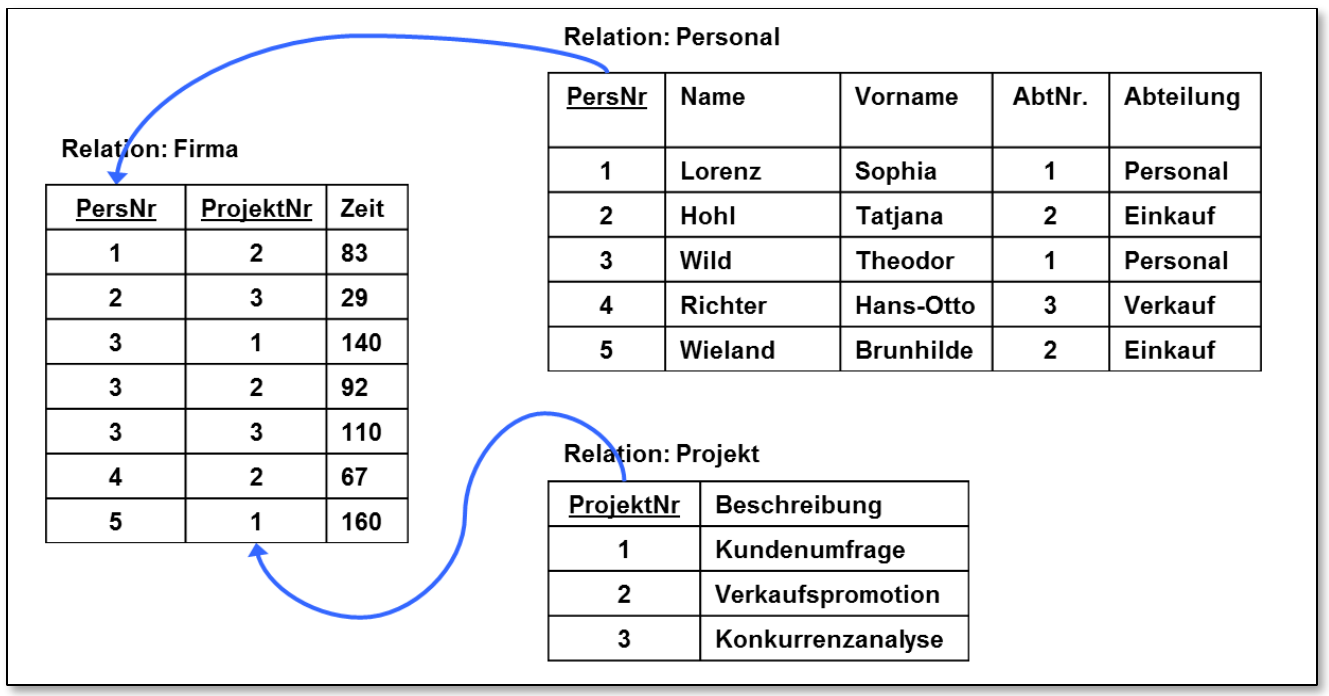 Relation: Personal
PersNr Name Vorname AbtNr. Abteilung
1 Lorenz Sophia 1 Personal
2 Hohl Tatjana 2 Einkauf
3 Wild Theodor 1 Personal
4 Richter Hans-Otto 3 Verkauf
5 Wieland Brunhilde 2 Einkauf
Relation: Firma
PersNr ProjektNr Zeit
1 2 83
2 3 29
3 1 140
3 2 92
3 3 110
4 2 67
5 1 160
Relation: Projekt
ProjektNr Beschreibung
1 Kundenumfrage
2 Verkaufspromotion
3 Konkurrenzanalyse